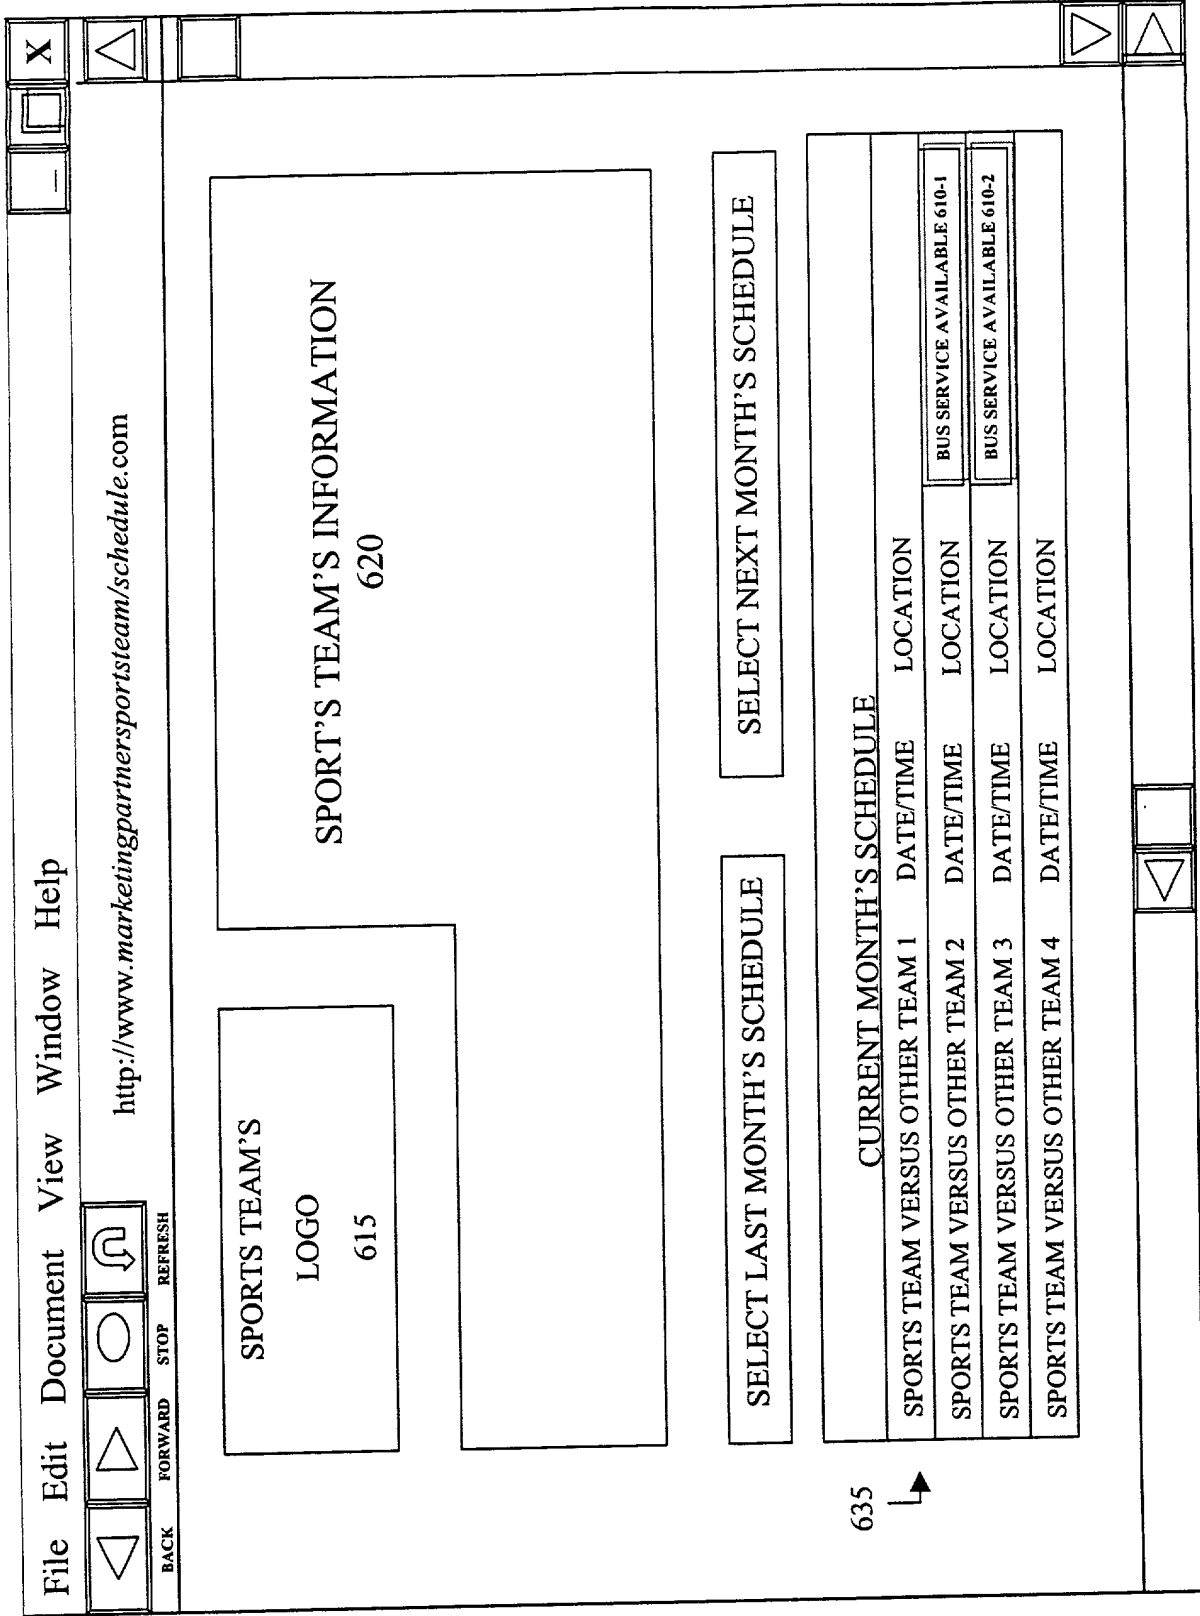 File Edit Document View Window Help
X
BACK FORWARD STOP REFRESH
http://www.marketingpartnersportsteam/schedule.com
SPORTS TEAM'S
LOGO
615
SPORT'S TEAM'S INFORMATION
620
SELECT LAST MONTH'S SCHEDULE
SELECT NEXT MONTH'S SCHEDULE
635
CURRENT MONTH'S SCHEDULE
SPORTS TEAM VERSUS OTHER TEAM 1 DATE/TIME LOCATION
SPORTS TEAM VERSUS OTHER TEAM 2 DATE/TIME LOCATION BUS SERVICE AVAILABLE 610-1
SPORTS TEAM VERSUS OTHER TEAM 3 DATE/TIME LOCATION BUS SERVICE AVAILABLE 610-2
SPORTS TEAM VERSUS OTHER TEAM 4 DATE/TIME LOCATION